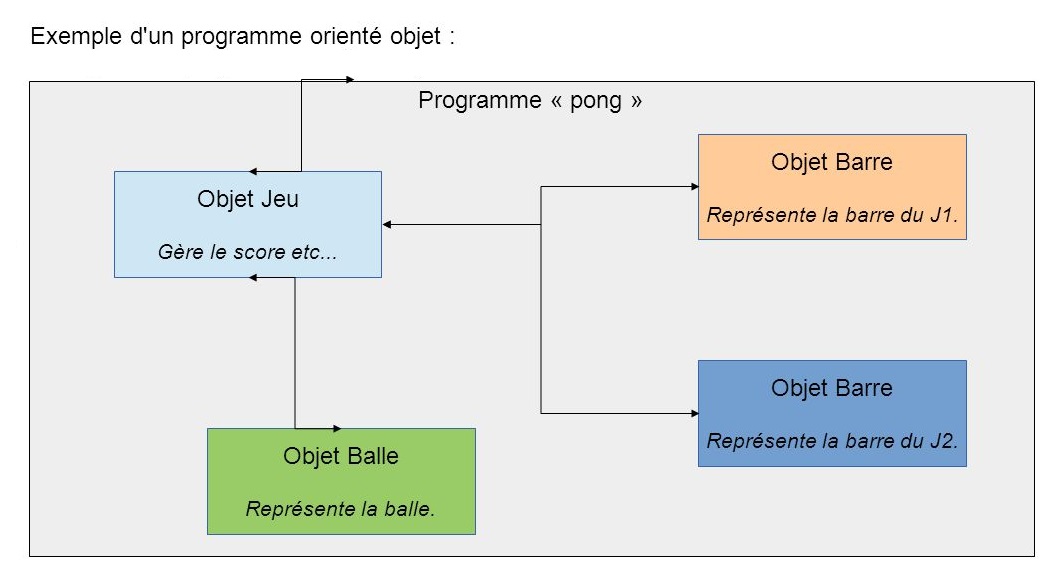 Exemple d'un programme orienté objet :
Programme « pong »
Objet Jeu
Gère le score etc...
Objet Barre
Représente la barre du J1.
Objet Barre
Représente la barre du J2.
Objet Balle
Représente la balle.